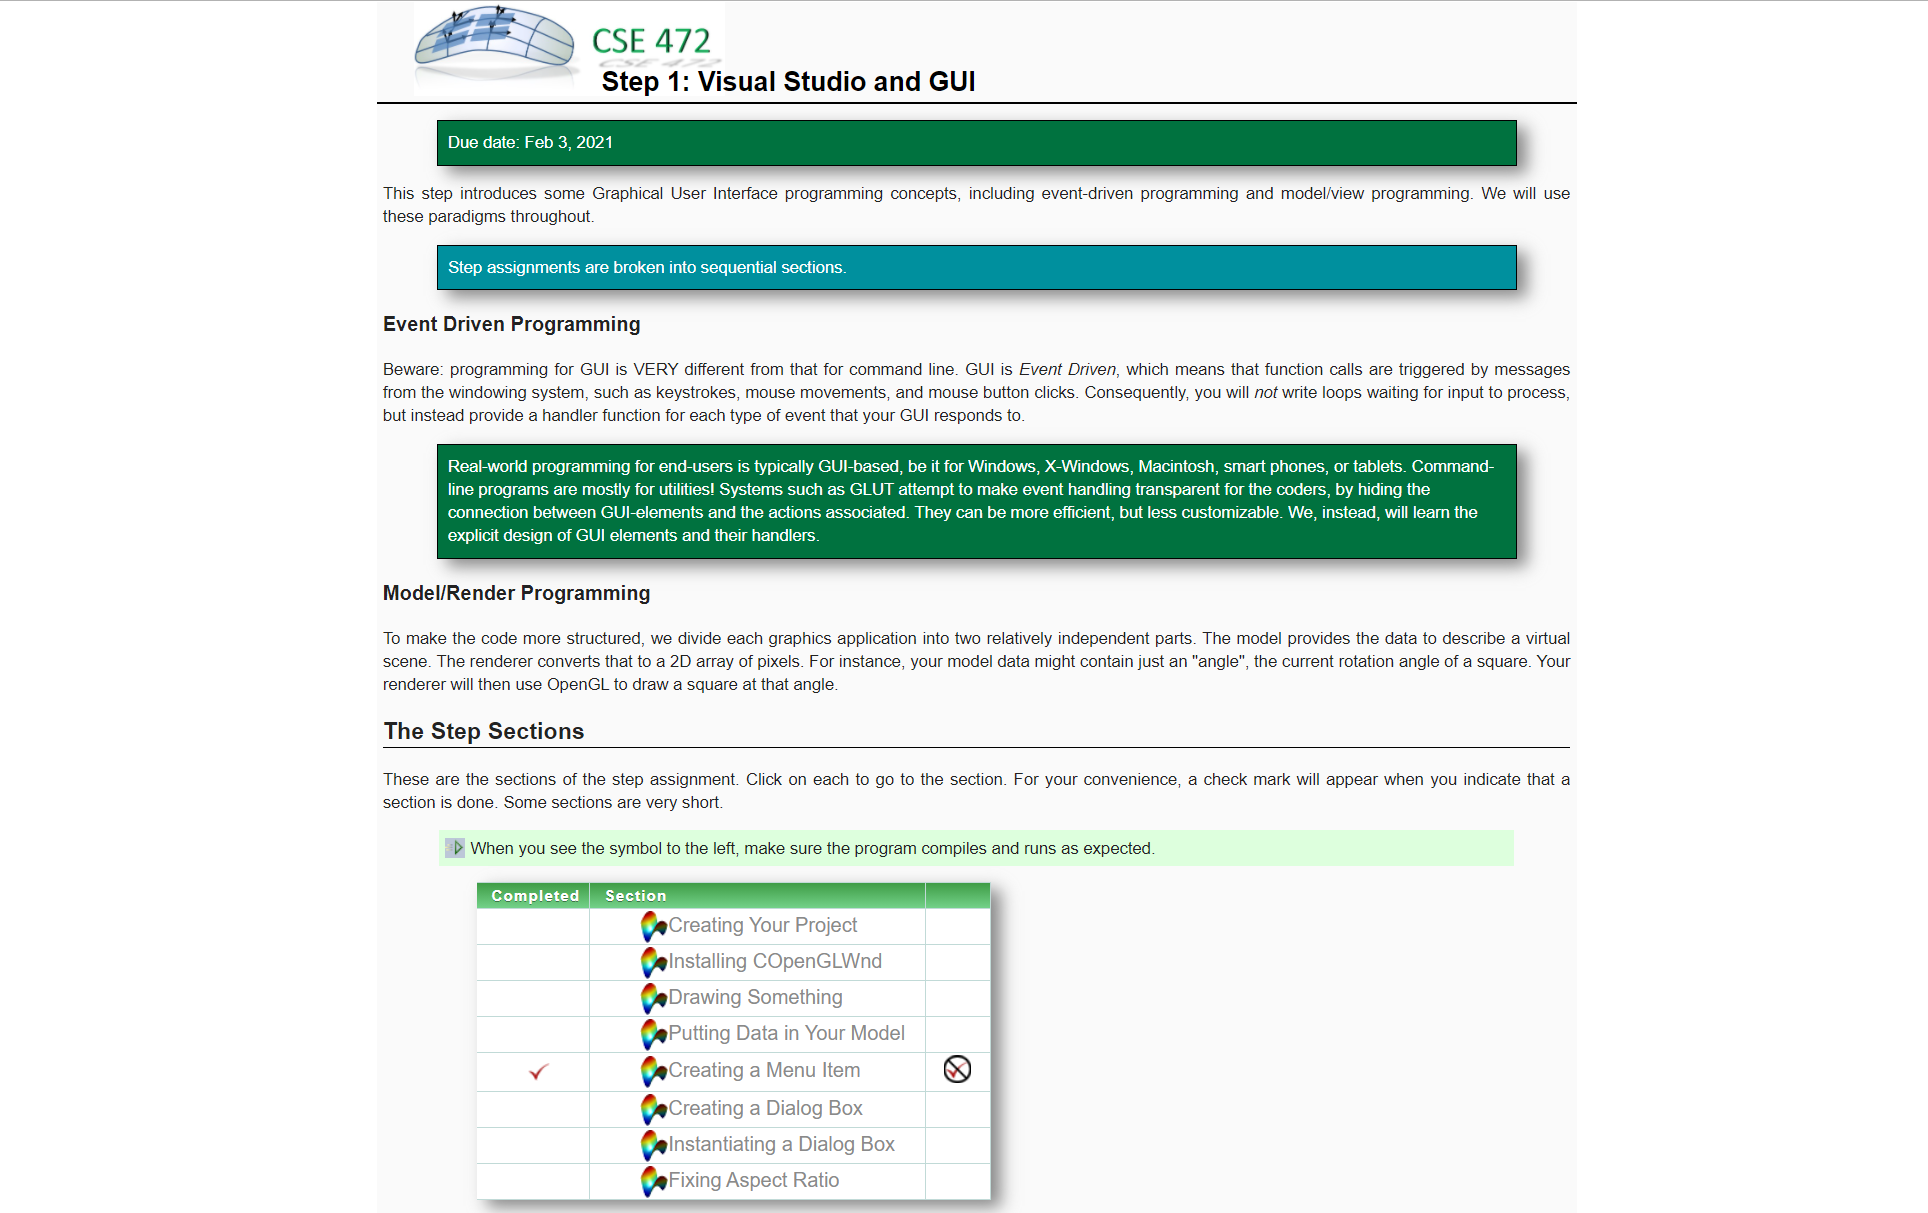 CSE 472
Step 1: Visual Studio and GUI
Due date: Feb 3, 2021
This step introduces some Graphical User Interface programming concepts, including event-driven programming and model/view programming. We will use
these paradigms throughout.
Step assignments are broken into sequential sections.
Event Driven Programming
Beware: programming for GUI is VERY different from that for command line. GUI is Event Driven, which means that function calls are triggered by messages
from the windowing system, such as keystrokes, mouse movements, and mouse button clicks. Consequently, you will not write loops waiting for input to process,
but instead provide a handler function for each type of event that your GUI responds to.
Real-world programming for end-users is typically GUI-based, be it for Windows, X-Windows, Macintosh, smart phones, or tablets. Command-
line programs are mostly for utilities! Systems such as GLUT attempt to make event handling transparent for the coders, by hiding the
connection between GUI-elements and the actions associated. They can be more efficient, but less customizable. We, instead, will learn the
explicit design of GUI elements and their handlers.
Model/Render Programming
To make the code more structured, we divide each graphics application into two relatively independent parts. The model provides the data to describe a virtual
scene. The renderer converts that to a 2D array of pixels. For instance, your model data might contain just an "angle", the current rotation angle of a square. Your
renderer will then use OpenGL to draw a square at that angle.
The Step Sections
These are the sections of the step assignment. Click on each to go to the section. For your convenience, a check mark will appear when you indicate that a
section is done. Some sections are very short.
When you see the symbol to the left, make sure the program compiles and runs as expected.
Completed Section
Creating Your Project
Installing COpenGLWnd
Drawing Something
Putting Data in Your Model
Creating a Menu Item
Creating a Dialog Box
Instantiating a Dialog Box
Fixing Aspect Ratio